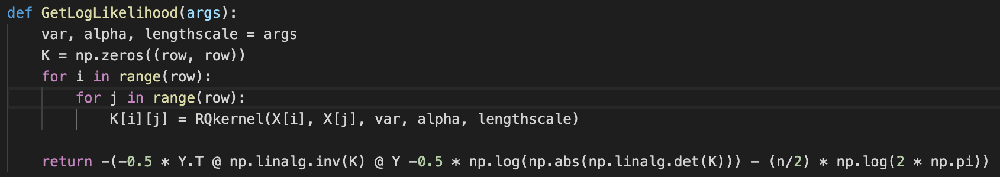 def GetLogLikelihood(args):
    var, alpha, lengthscale = args
    K = np.zeros((row, row))
    for i in range(row):
        for j in range(row):
            K[i][j] = RQkernel(X[i], X[j], var, alpha, lengthscale)
    return -(-0.5 * Y.T @ np.linalg.inv(K) @ Y -0.5 * np.log(np.abs(np.linalg.det(K))) - (n/2) * np.log(2 * np.pi))